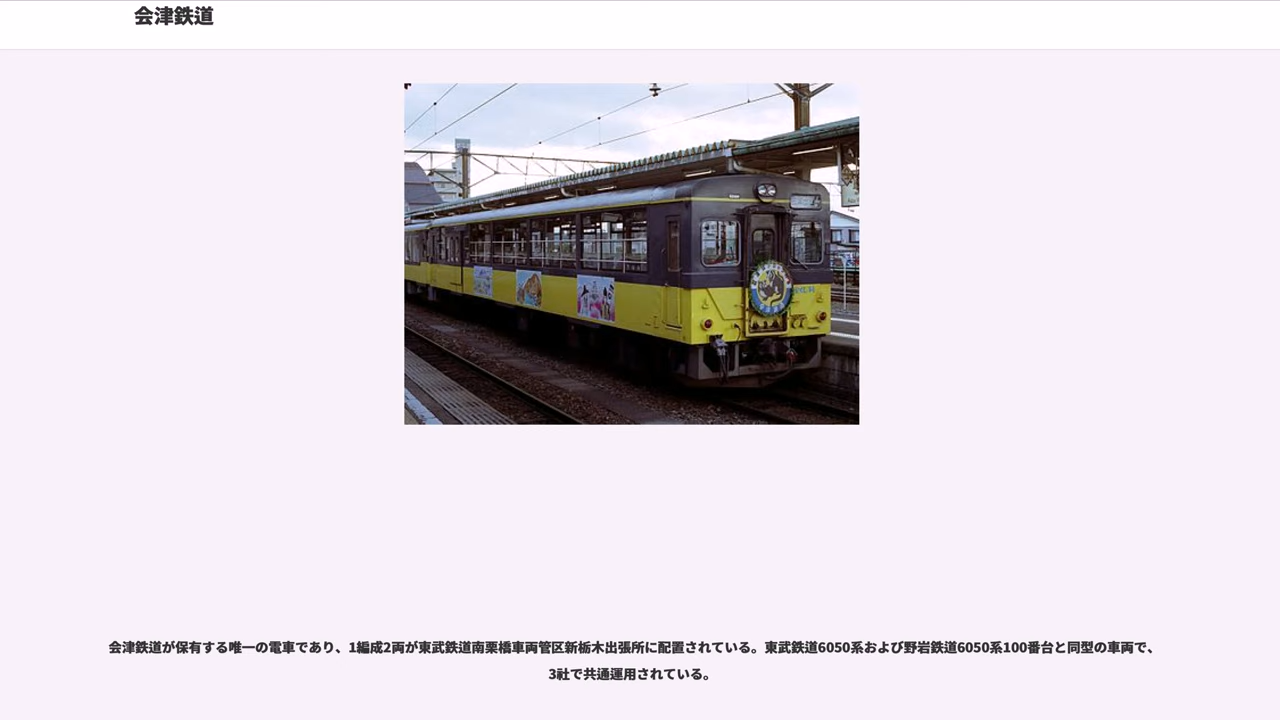 会津鉄道
会津鉄道が保有する唯一の電車であり、1編成2両が東武鉄道南栗橋車両管区新栃木出張所に配置されている。東武鉄道6050系および野岩鉄道6050系100番台と同型の車両で、
3社で共通運用されている。